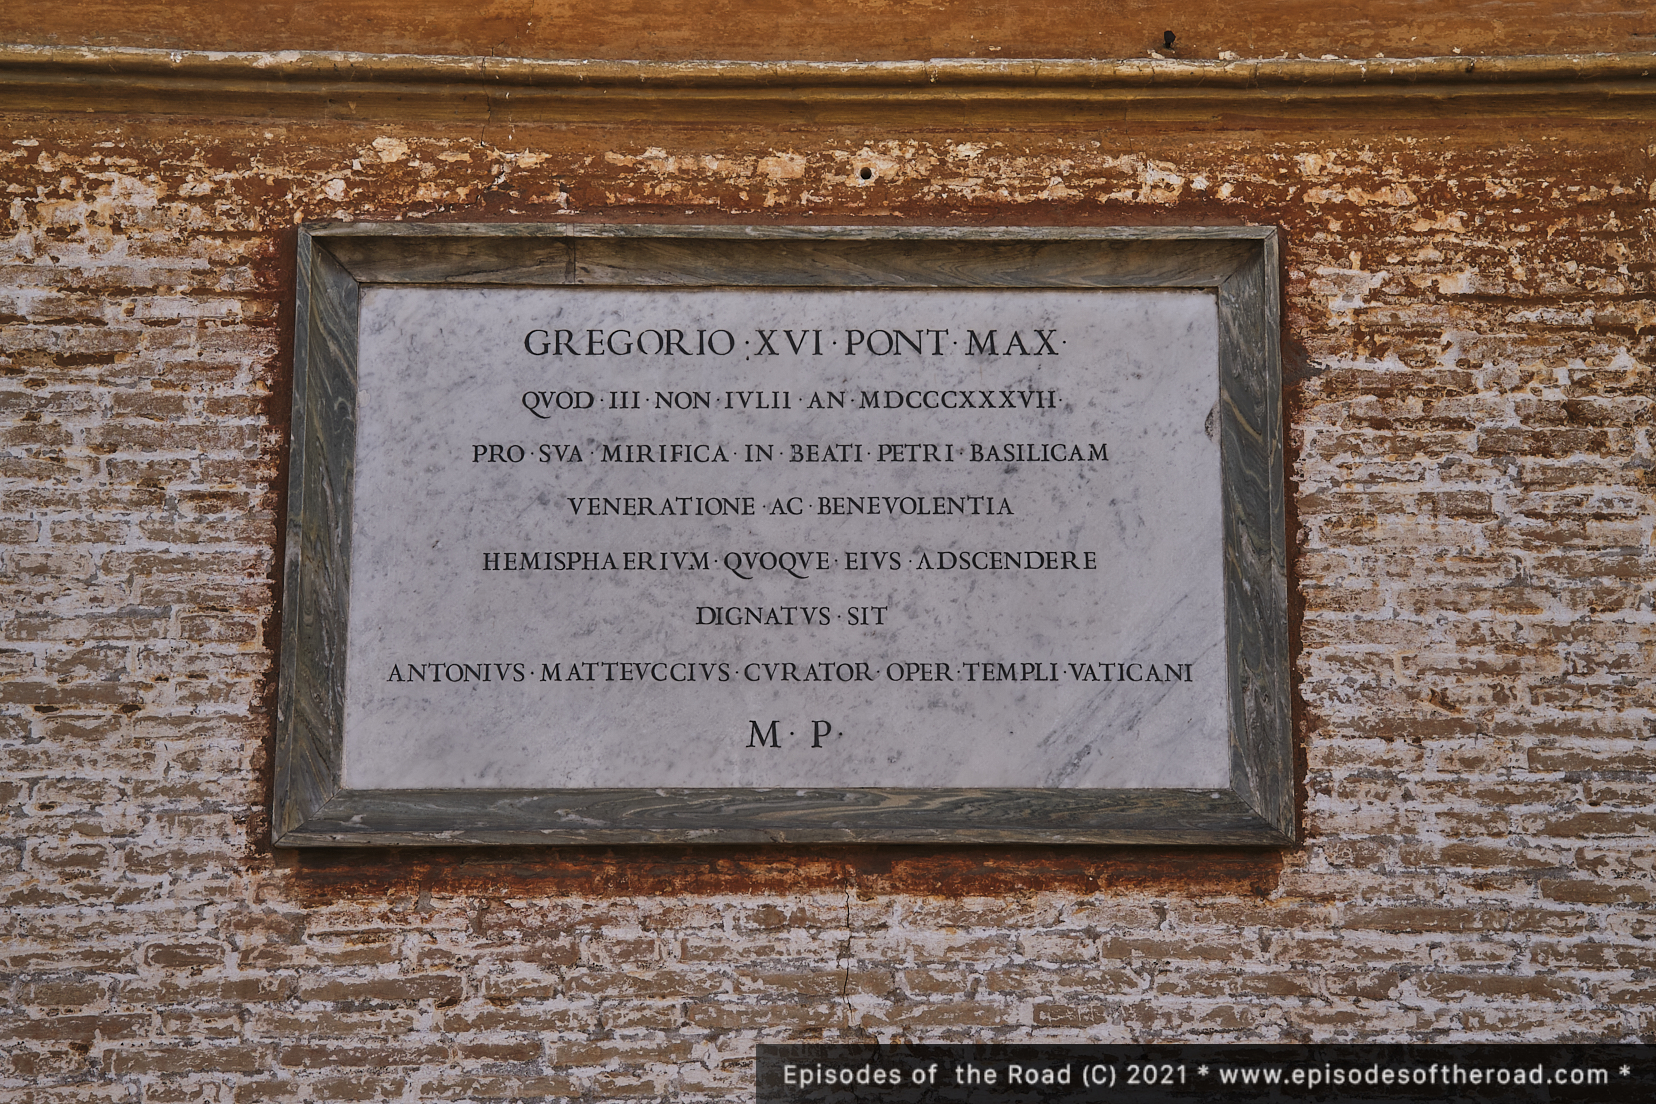 GREGORIO · XVI · PONT · MAX ·
QVOD · III · NON · IVLII · AN · MDCCCXXXVII ·
PRO · SVA · MIRIFICA · IN · BEATI · PETRI · BASILICAM
VENERATIONE · AC · BENEVOLENTIA
HEMISPHAERIVM · QVOQVE · EIVS · ADSCENDERE
DIGNATVS · SIT
ANTONIVS · MATTEVCCIVS · CVRATOR · OPER · TEMPLI · VATICANI
M · P ·
Episodes of the Road (C) 2021 * www.episodesoftheroad.com *